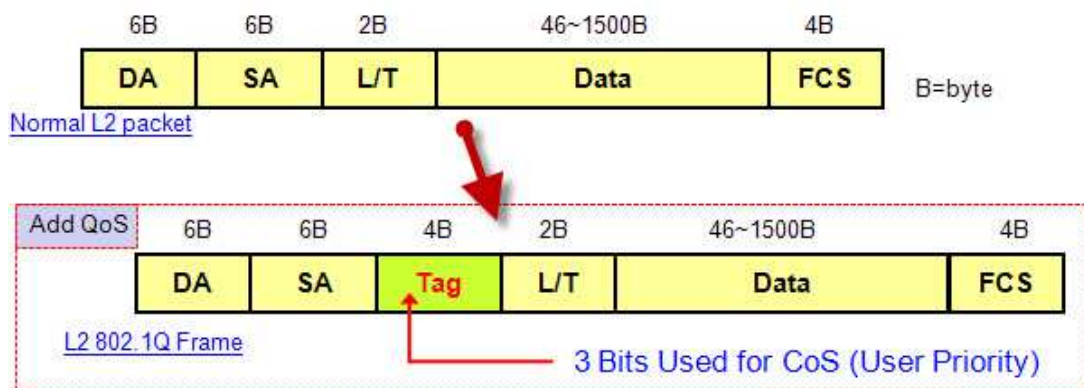 6B 6B 2B 46~1500B 4B
DA SA L/T Data FCS B=byte
Normal L2 packet
Add QoS 6B 6B 4B 2B 46~1500B 4B
DA SA Tag L/T Data FCS
L2 802.1Q Frame
3 Bits Used for CoS (User Priority)